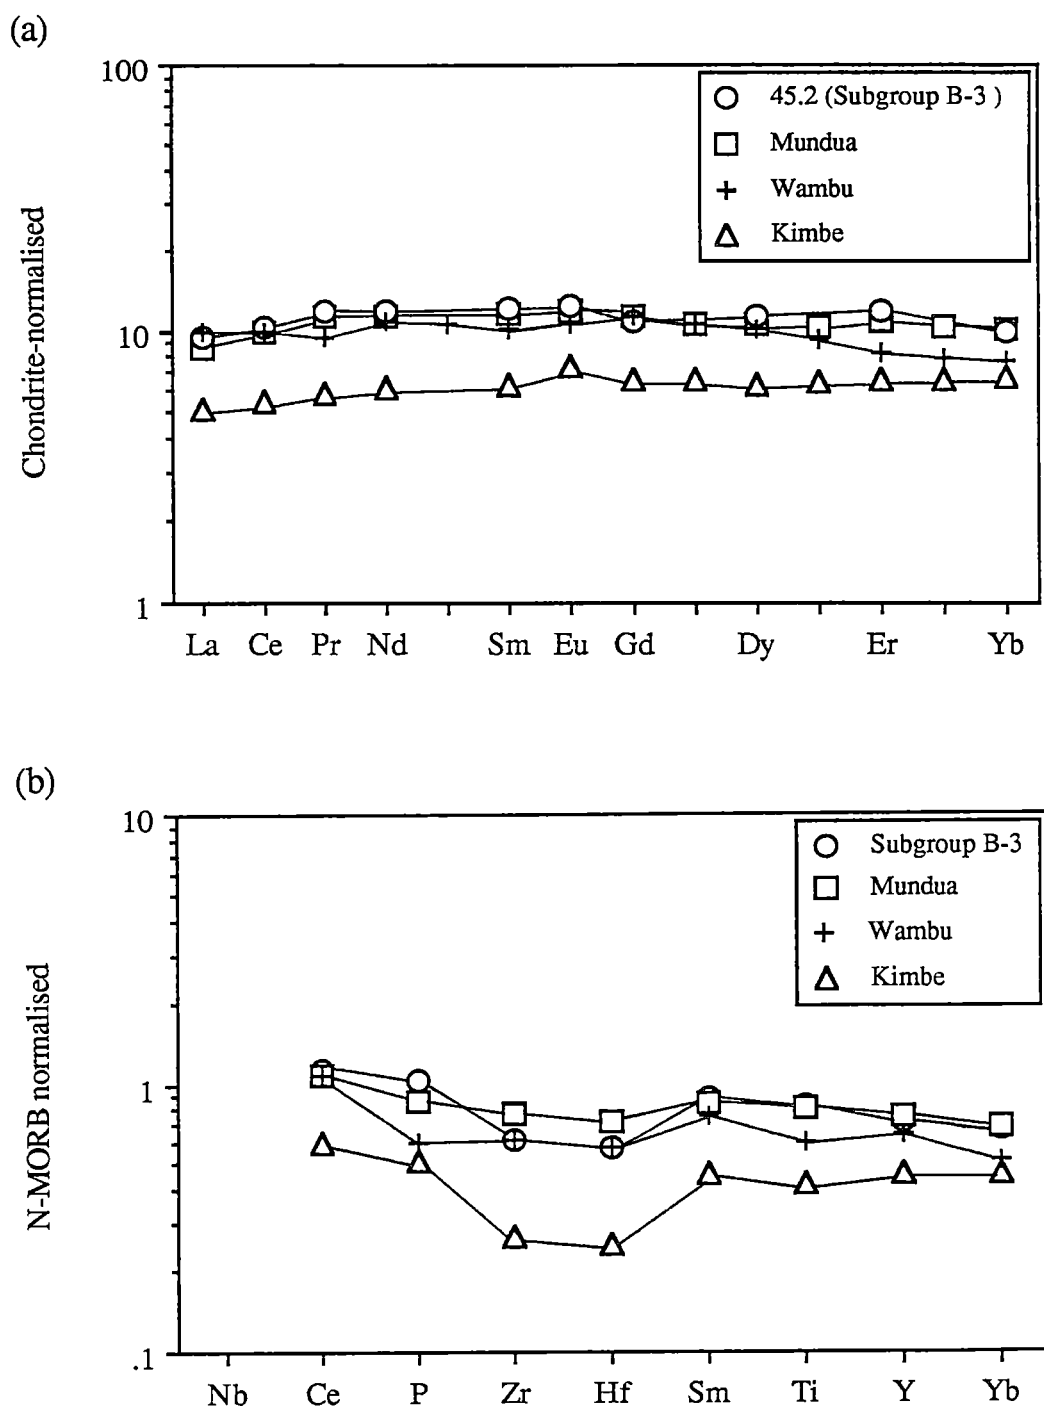 (a)
100
10
1
Chondrite-normalised
45.2 (Subgroup B-3 )
Mundua
Wambu
Kimbe
La Ce Pr Nd Sm Eu Gd Dy Er Yb
(b)
10
1
.1
N-MORB normalised
Subgroup B-3
Mundua
Wambu
Kimbe
Nb Ce P Zr Hf Sm Ti Y Yb